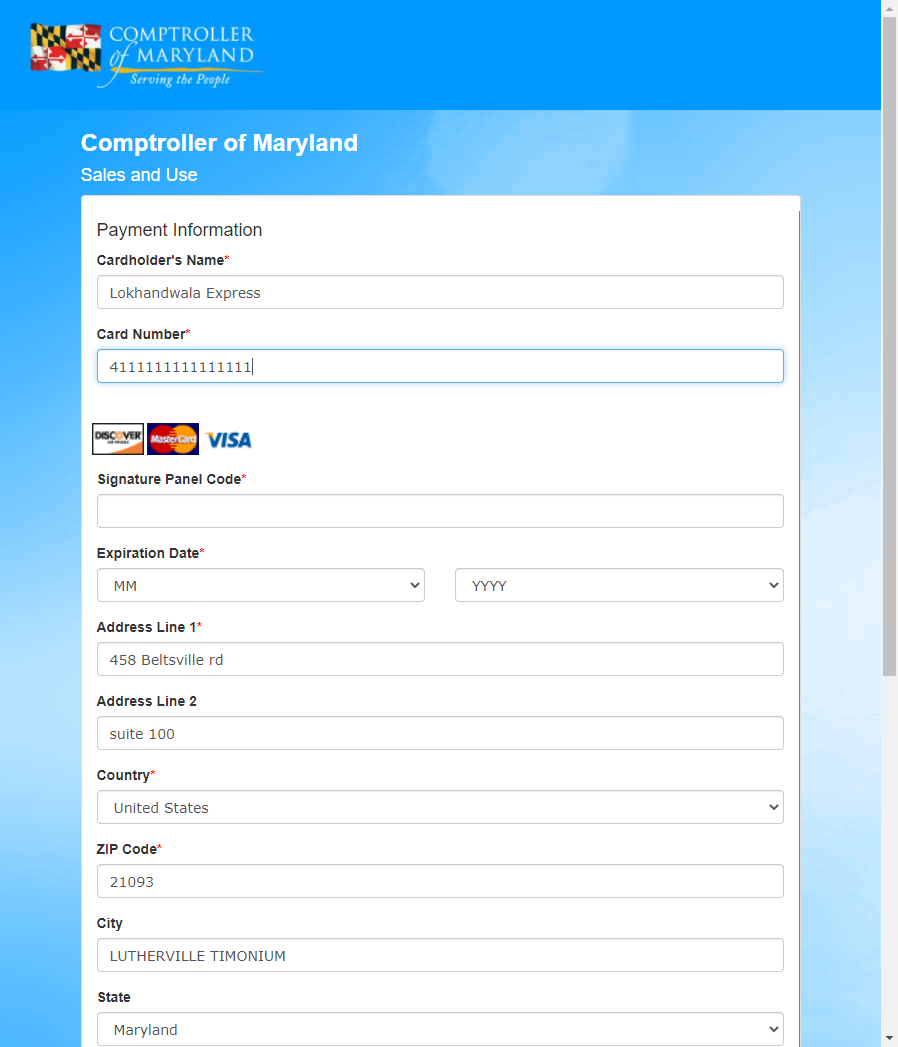 COMPTROLLER
of MARYLAND
Serving the People
Comptroller of Maryland
Sales and Use
Payment Information
Cardholder's Name*
Lokhandwala Express
Card Number*
4111111111111111
DISCOVER MasterCard VISA
NETWORK
Signature Panel Code*
Expiration Date*
MM YYYY
Address Line 1*
458 Beltsville rd
Address Line 2
suite 100
Country*
United States
ZIP Code*
21093
City
LUTHERVILLE TIMONIUM
State
Maryland